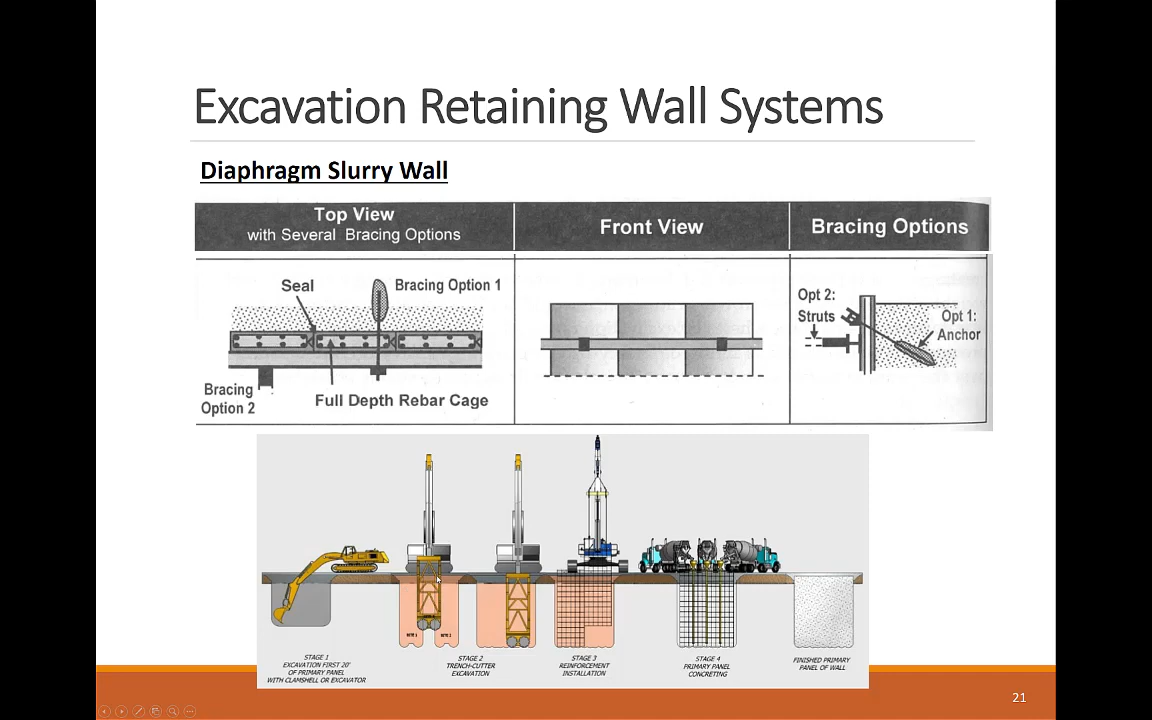 Excavation Retaining Wall Systems
Diaphragm Slurry Wall
Top View
with Several Bracing Options
Front View
Bracing Options
Seal
Bracing Option 1
Bracing
Option 2
Full Depth Rebar Cage
Opt 2:
Struts
Opt 1:
Anchor
STAGE 1
EXCAVATION FIRST 20'
OF PRIMARY PANEL
WITH CLAMSHELL OR EXCAVATOR
STAGE 2
TRENCH-CUTTER
EXCAVATION
STAGE 3
REINFORCEMENT
INSTALLATION
STAGE 4
PRIMARY PANEL
CONCRETING
FINISHED PRIMARY
PANEL OF WALL
21